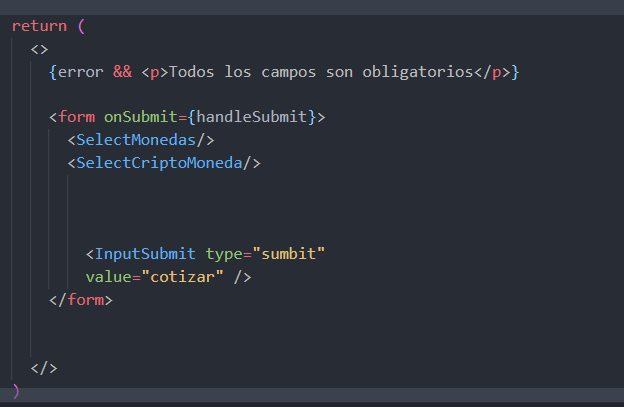 return (
<>
{error && <p>Todos los campos son obligatorios</p>}
<form onSubmit={handleSubmit}>
<SelectMonedas/>
<SelectCriptoMoneda/>
<InputSubmit type="sumbit"
value="cotizar" />
</form>
</>
)